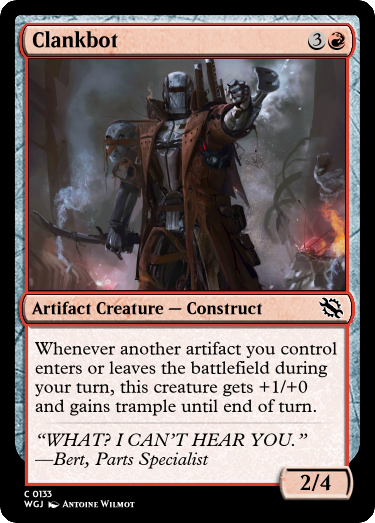 Clankbot 3
Artifact Creature — Construct
Whenever another artifact you control
enters or leaves the battlefield during
your turn, this creature gets +1/+0
and gains trample until end of turn.
“WHAT? I CAN’T HEAR YOU.”
—Bert, Parts Specialist
2/4
C 0133
WGJ Antoine Wilmot